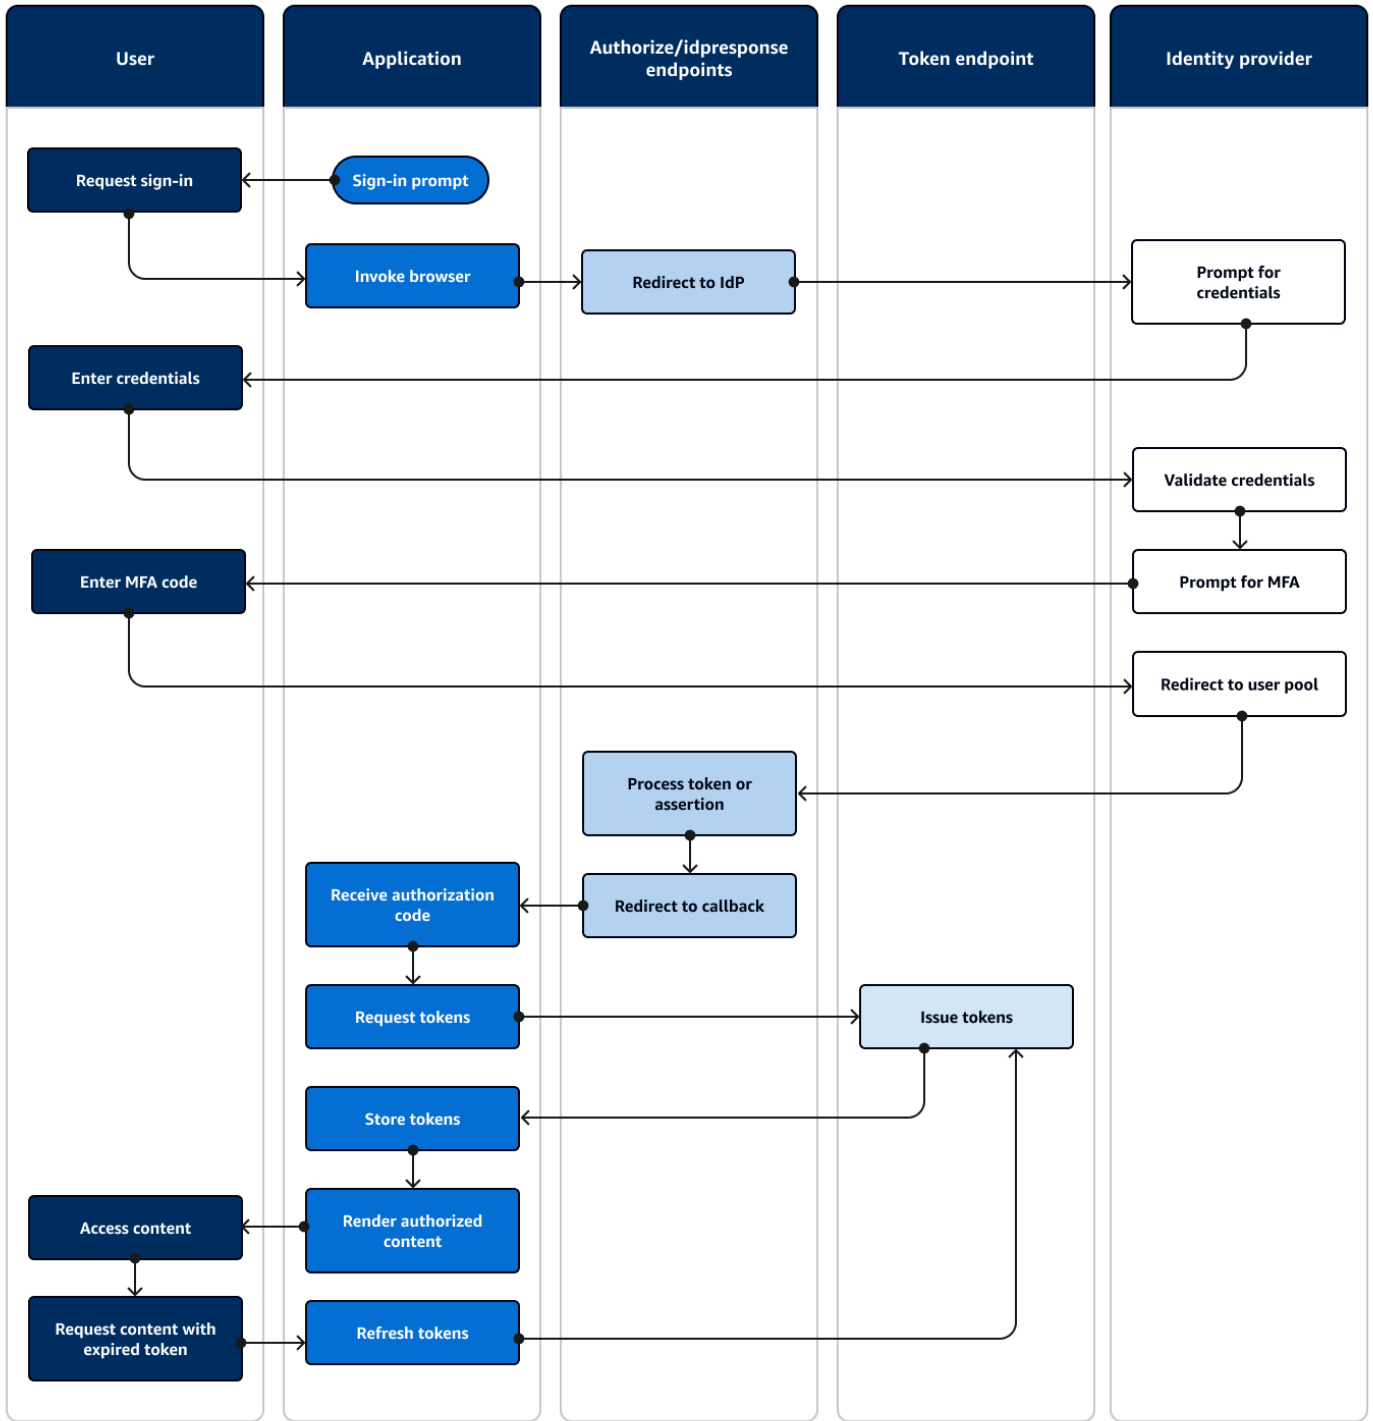 User
Application
Authorize/idpresponse
endpoints
Token endpoint
Identity provider
Request sign-in
Sign-in prompt
Invoke browser
Redirect to IdP
Prompt for
credentials
Enter credentials
Validate credentials
Enter MFA code
Prompt for MFA
Redirect to user pool
Process token or
assertion
Receive authorization
code
Redirect to callback
Request tokens
Issue tokens
Store tokens
Access content
Render authorized
content
Request content with
expired token
Refresh tokens